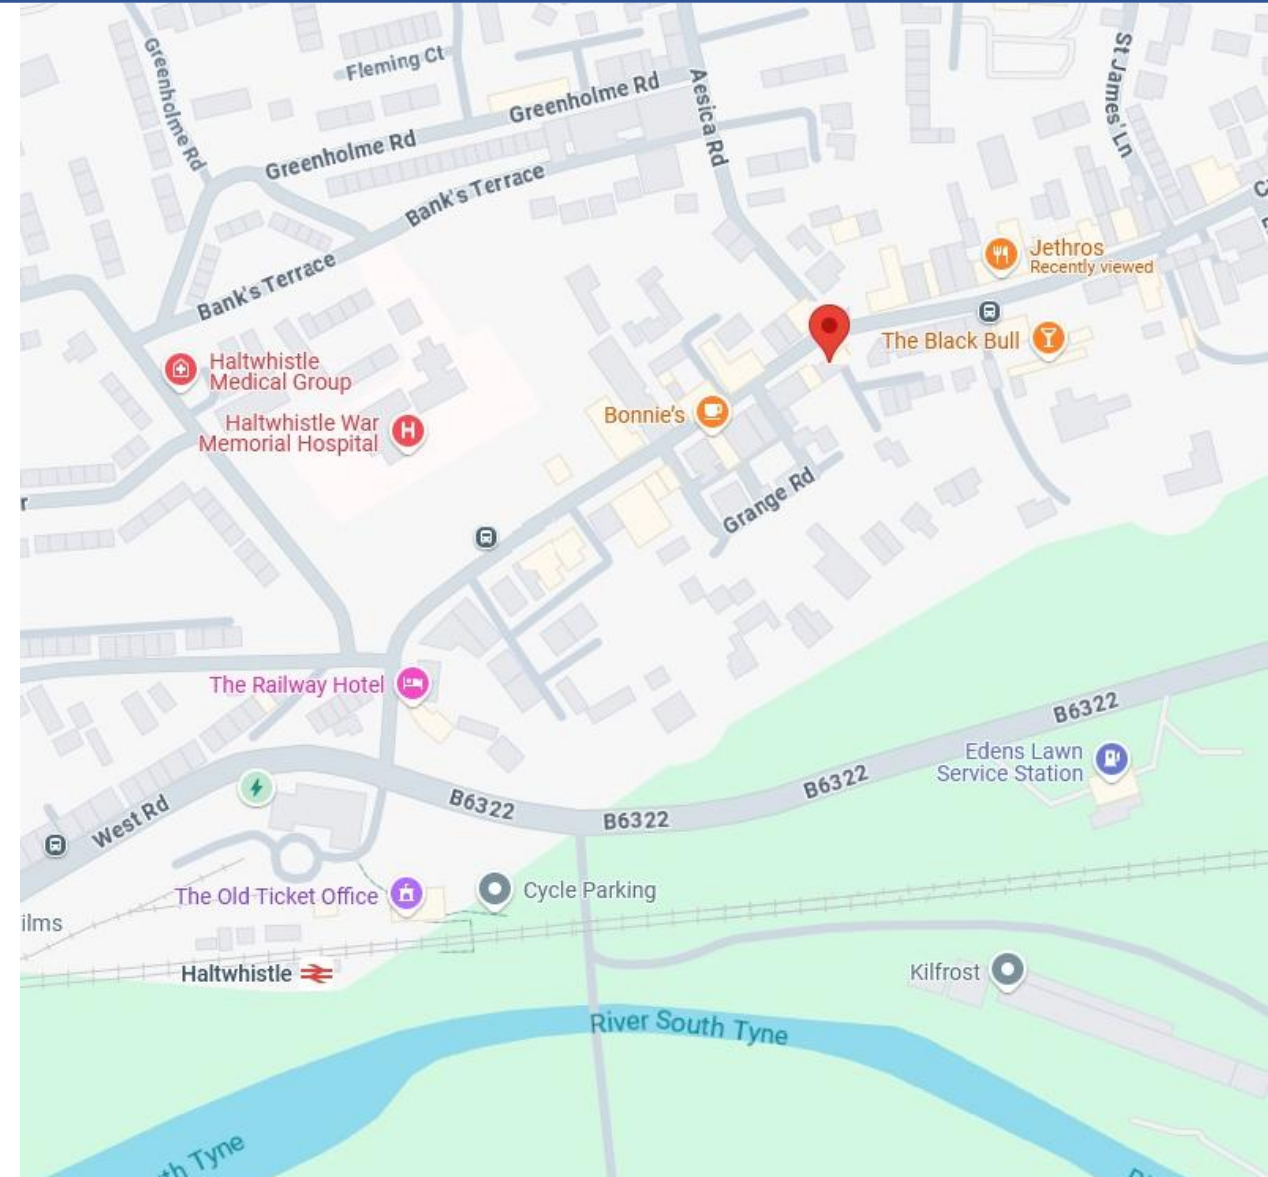 Greenholme Rd
Fleming Ct
Greenholme Rd
Greenholme Rd
Aesica Rd
St James' Ln
Bank's Terrace
Bank's Terrace
Jethros
Recently viewed
The Black Bull
Haltwhistle
Medical Group
Haltwhistle War
Memorial Hospital
H
Bonnie's
Grange Rd
The Railway Hotel
B6322
B6322
B6322
B6322
Edens Lawn
Service Station
West Rd
The Old Ticket Office
Cycle Parking
ilms
Haltwhistle
Kilfrost
River South Tyne
th Tyne